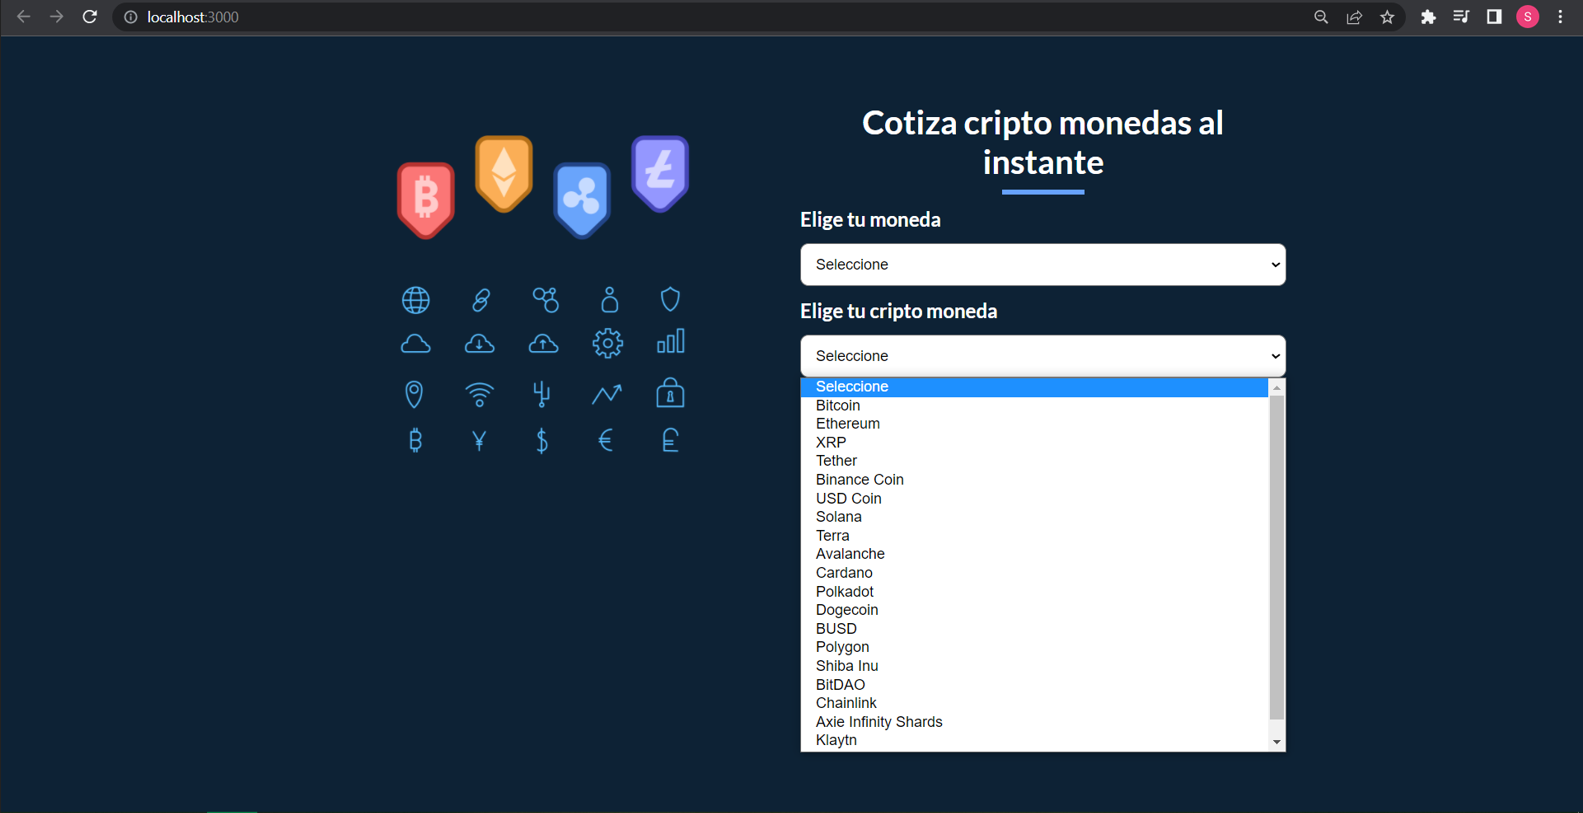 localhost:3000
S
Cotiza cripto monedas al
instante
Elige tu moneda
Seleccione
Elige tu cripto moneda
Seleccione
Seleccione
Bitcoin
Ethereum
XRP
Tether
Binance Coin
USD Coin
Solana
Terra
Avalanche
Cardano
Polkadot
Dogecoin
BUSD
Polygon
Shiba Inu
BitDAO
Chainlink
Axie Infinity Shards
Klaytn